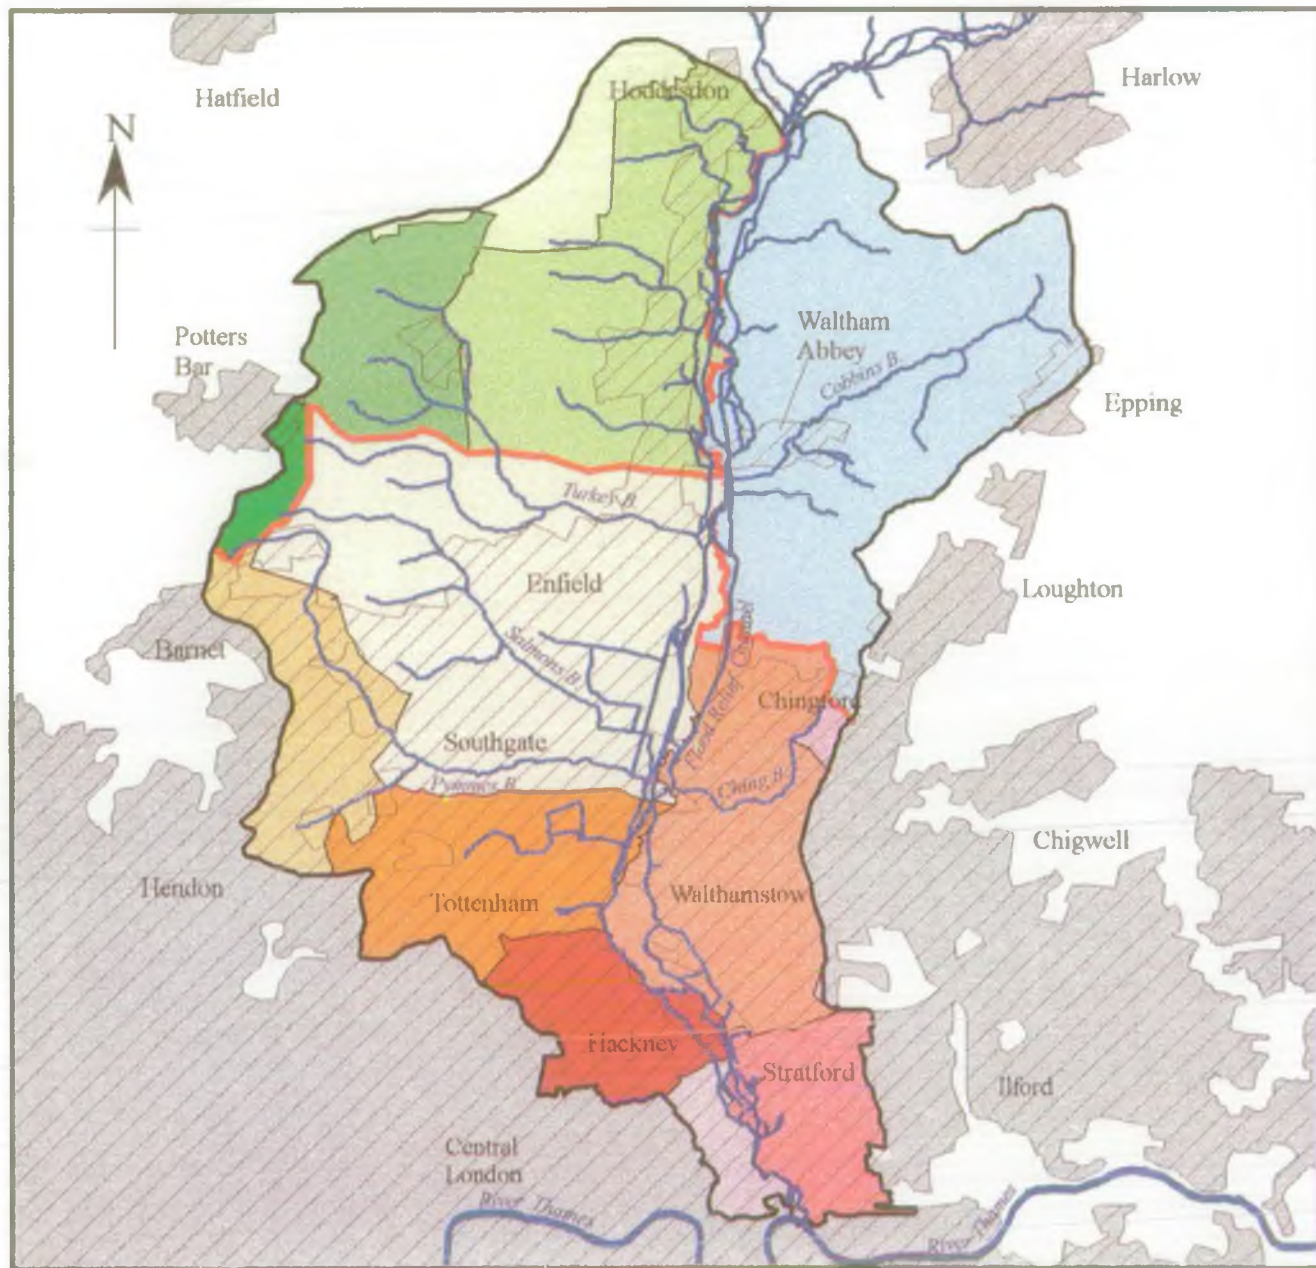 Hatfield
Hoddesdon
Harlow
N
Potters
Bar
Waltham
Abbey
Cobbins B.
Epping
Turkey B.
Enfield
Loughton
Barnet
Salmons B.
Flood Relief Channel
Chingford
Southgate
Pymmes B.
Ching B.
Chigwell
Hendon
Tottenham
Walthamstow
Hackney
Stratford
Ilford
Central
London
River Thames
River Thames